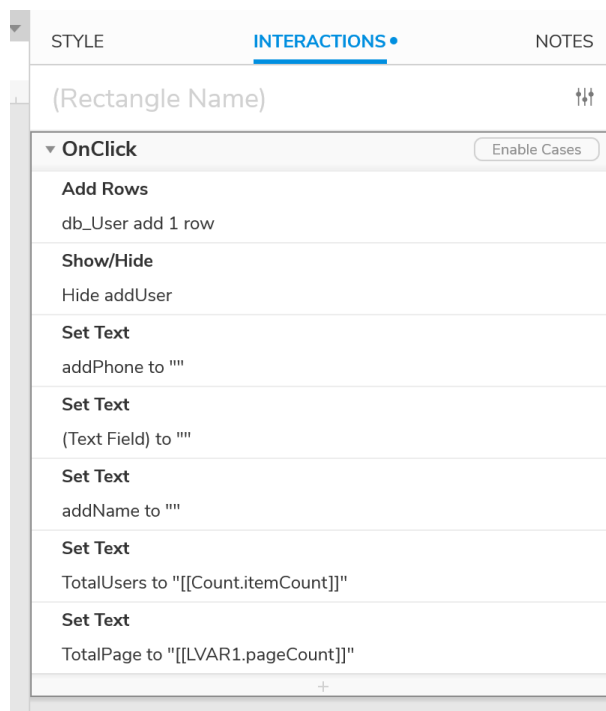 STYLE INTERACTIONS NOTES
(Rectangle Name)
OnClick Enable Cases
Add Rows
db_User add 1 row
Show/Hide
Hide addUser
Set Text
addPhone to ""
Set Text
(Text Field) to ""
Set Text
addName to ""
Set Text
TotalUsers to "[[Count.itemCount]]"
Set Text
TotalPage to "[[LVAR1.pageCount]]"
+